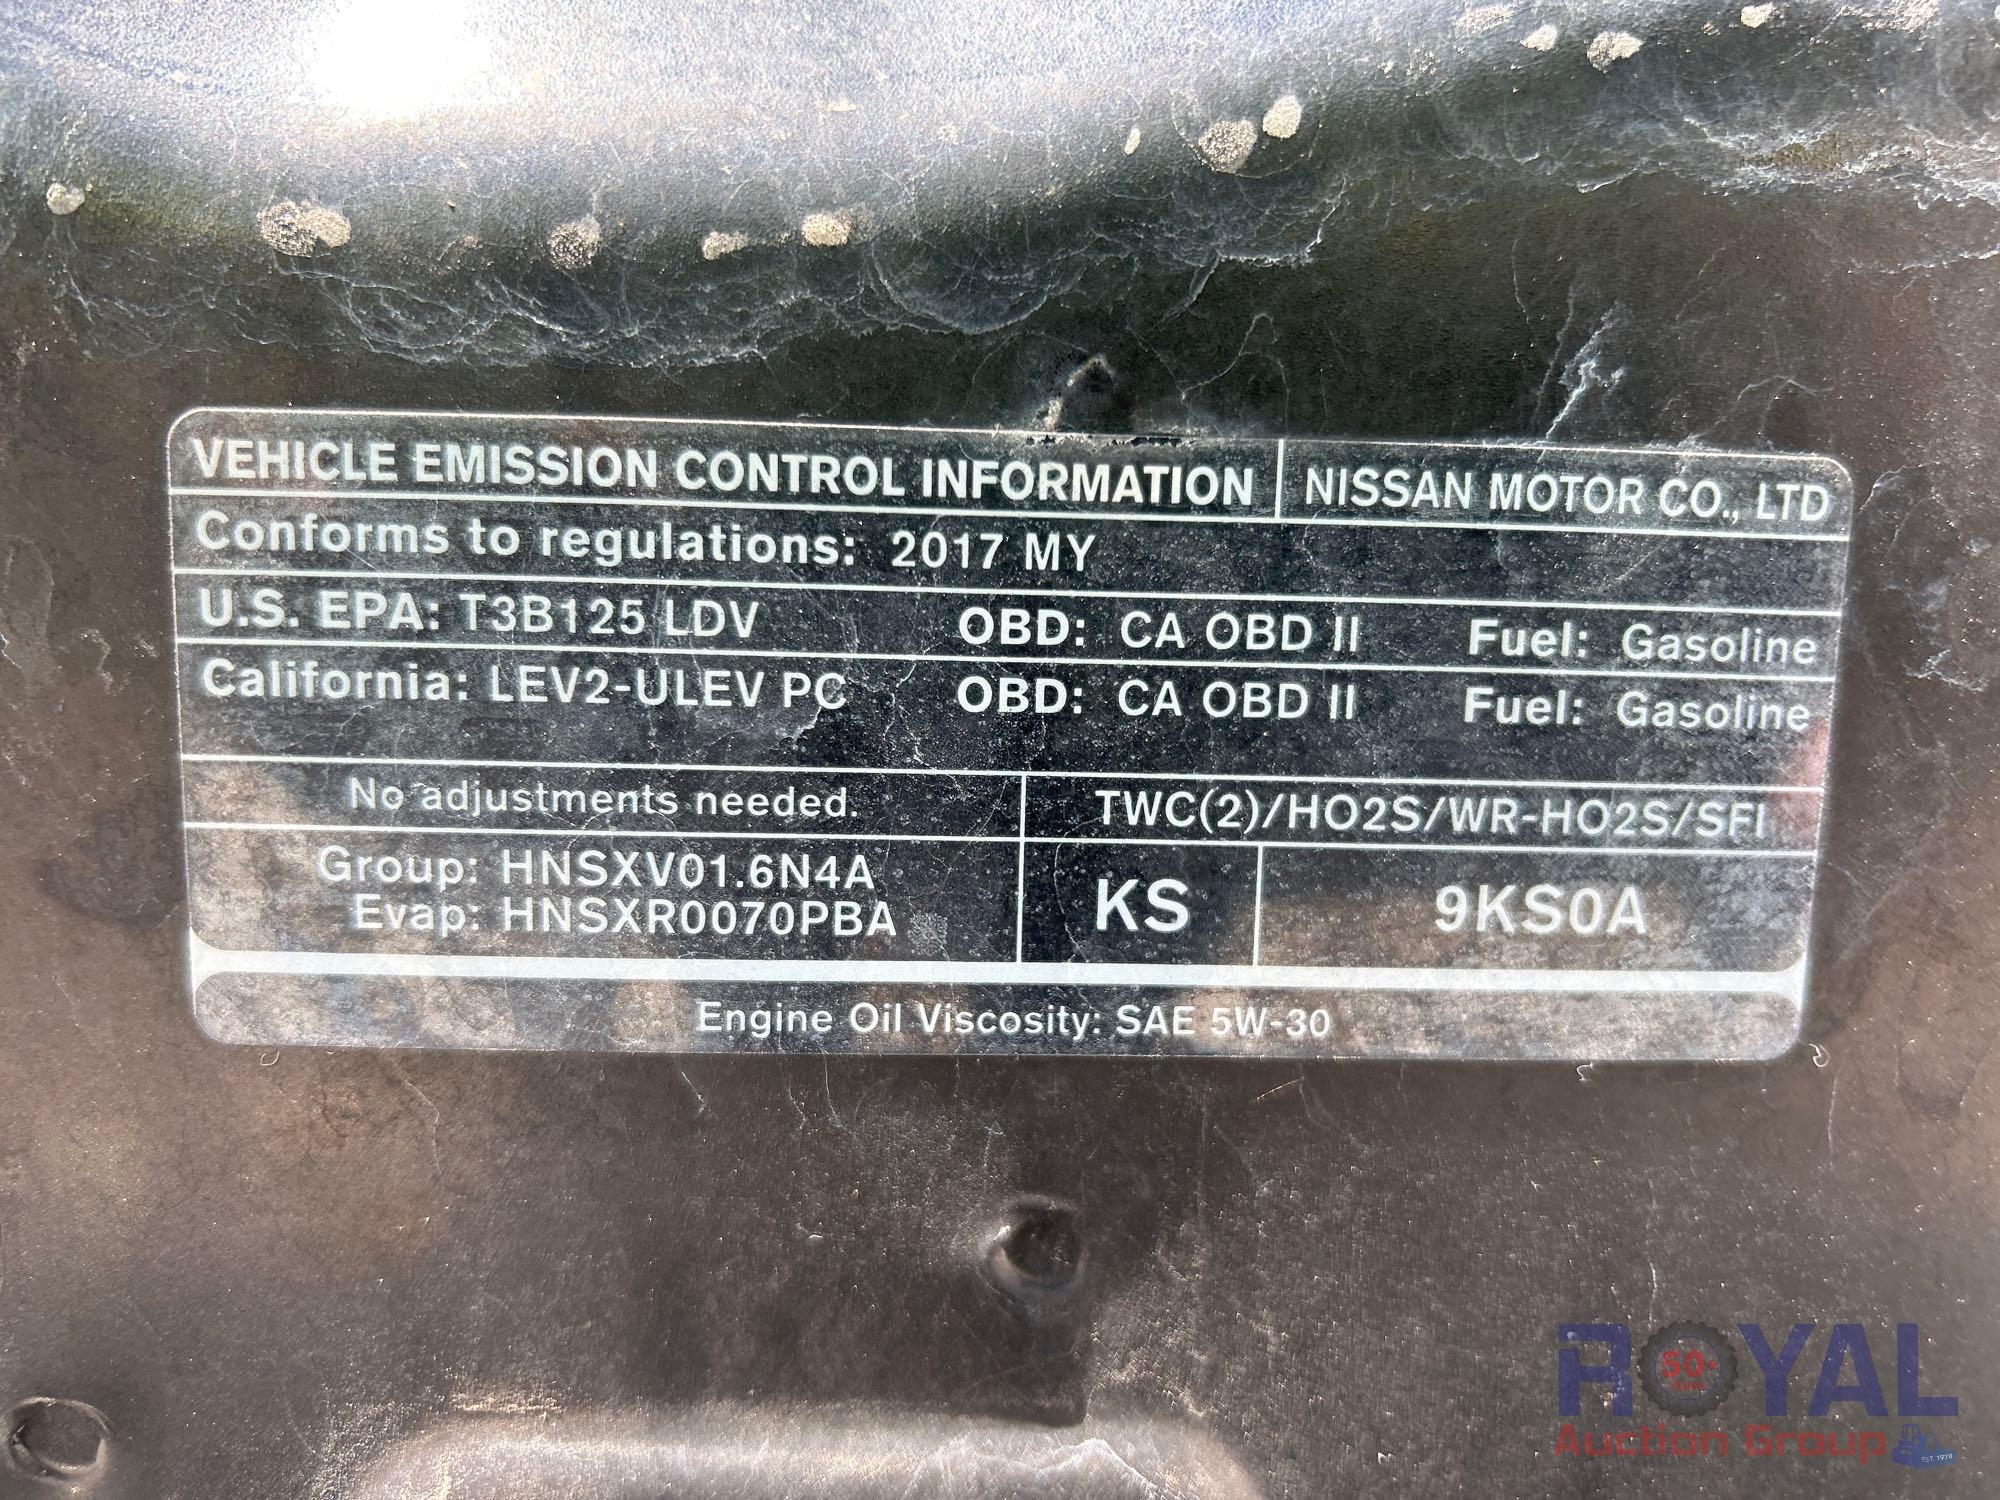 VEHICLE EMISSION CONTROL INFORMATION NISSAN MOTOR CO., LTD
Conforms to regulations: 2017 MY
U.S. EPA: T3B125 LDV OBD: CA OBD II Fuel: Gasoline
California: LEV2-ULEV PC OBD: CA OBD II Fuel: Gasoline
No adjustments needed. TWC(2)/HO2S/WR-HO2S/SFI
Group: HNSXV01.6N4A
Evap: HNSXR0070PBA
KS 9KS0A
Engine Oil Viscosity: SAE 5W-30
ROYAL
50+
Auction Group
EST. 1970